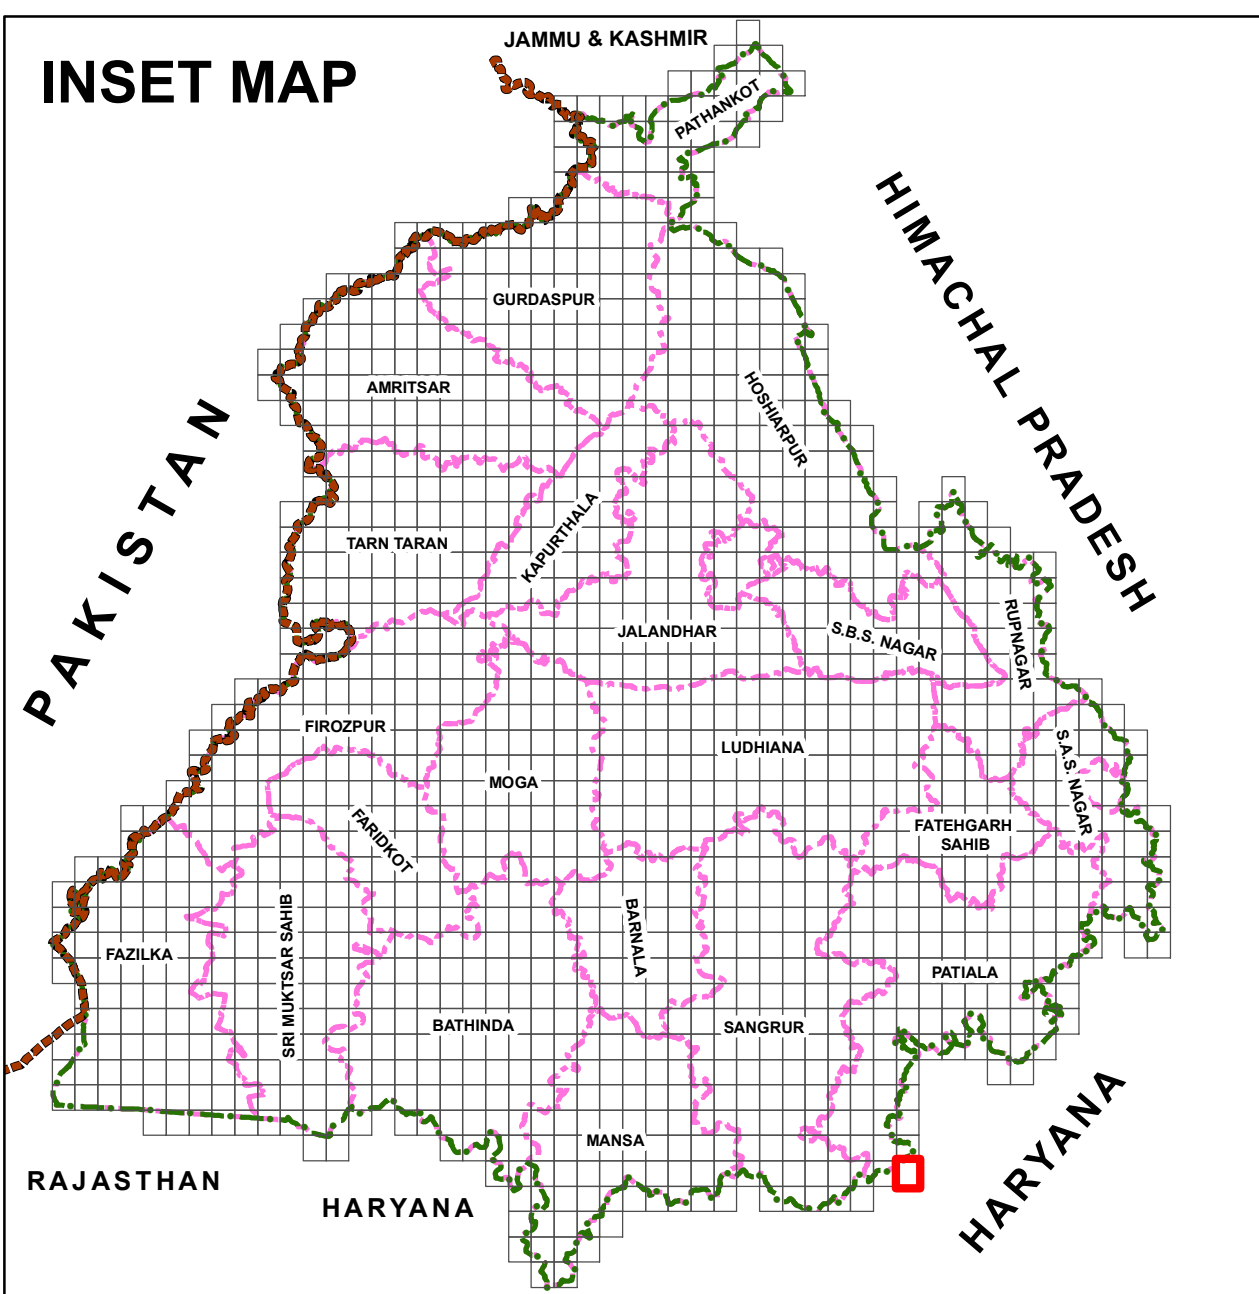 JAMMU & KASHMIR
INSET MAP
PATHANKOT
HIMACHAL PRADESH
GURDASPUR
AMRITSAR
HOSHIARPUR
PAKISTAN
KAPURTHALA
TARN TARAN
JALANDHAR
S.B.S. NAGAR
RUPNAGAR
FIROZPUR
LUDHIANA
S.A.S. NAGAR
MOGA
FARIDKOT
FATEHGARH
SAHIB
SRI MUKTSAR SAHIB
BARNALA
FAZILKA
PATIALA
BATHINDA
SANGRUR
MANSA
HARYANA
RAJASTHAN
HARYANA